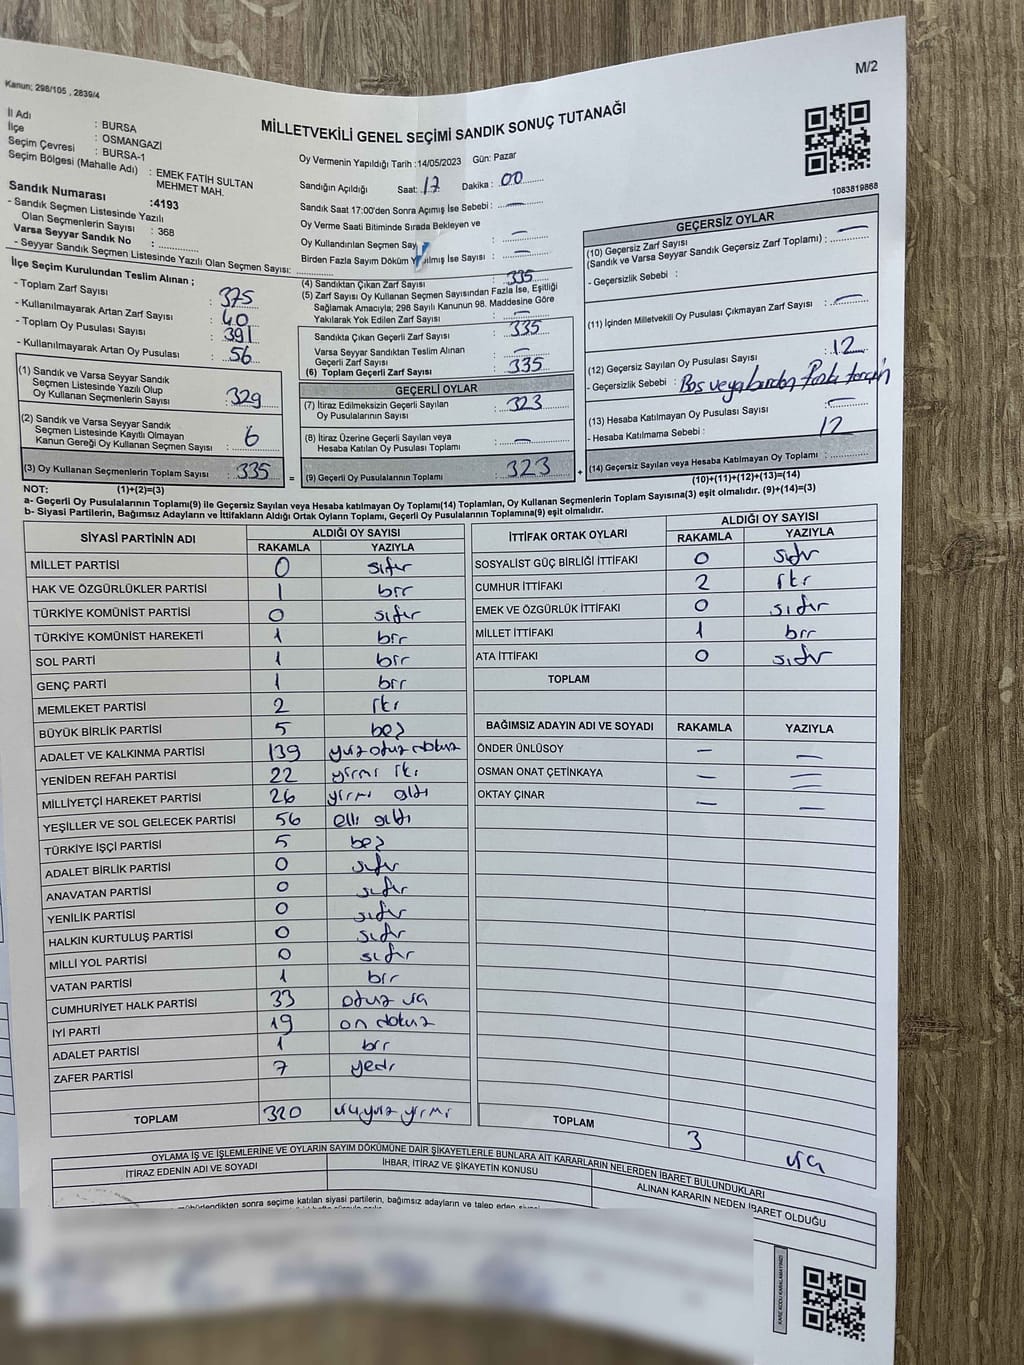 Kanun; 298/105 , 2839/4
M/2
MİLLETVEKİLİ GENEL SEÇİMİ SANDIK SONUÇ TUTANAĞI
İl Adı : BURSA
İlçe : OSMANGAZİ
Seçim Çevresi : BURSA-1
Seçim Bölgesi (Mahalle Adı) : EMEK FATİH SULTAN MEHMET MAH.
Sandık Numarası :4193
- Sandık Seçmen Listesinde Yazılı
Olan Seçmenlerin Sayısı : 368
Varsa Seyyar Sandık No :
- Seyyar Sandık Seçmen Listesinde Yazılı Olan Seçmen Sayısı:
Oy Vermenin Yapıldığı Tarih :14/05/2023 Gün: Pazar
Sandığın Açıldığı Saat: 17 Dakika : 00
Sandık Saat 17:00'den Sonra Açılmış İse Sebebi : —
Oy Verme Saati Bitiminde Sırada Bekleyen ve
Oy Kullandırılan Seçmen : —
Birden Fazla Sayım Döküm İse Sayısı : —
1083819868
İlçe Seçim Kurulundan Teslim Alınan ;
- Toplam Zarf Sayısı : 375
- Kullanılmayarak Artan Zarf Sayısı : 40
- Toplam Oy Pusulası Sayısı : 391
- Kullanılmayarak Artan Oy Pusulası : 56
(1) Sandık ve Varsa Seyyar Sandık
Seçmen Listesinde Yazılı Olup
Oy Kullanan Seçmenlerin Sayısı : 329
(2) Sandık ve Varsa Seyyar Sandık
Seçmen Listesinde Kayıtlı Olmayan
Kanun Gereği Oy Kullanan Seçmen Sayısı : 6
(3) Oy Kullanan Seçmenlerin Toplam Sayısı : 335
(1)+(2)=(3)
(4) Sandıktan Çıkan Zarf Sayısı : 335
(5) Zarf Sayısı Oy Kullanan Seçmen Sayısından Fazla İse, Eşitliği
Sağlamak Amacıyla; 298 Sayılı Kanunun 98. Maddesine Göre
Yakılarak Yok Edilen Zarf Sayısı : —
Sandıkta Çıkan Geçerli Zarf Sayısı : 335
Varsa Seyyar Sandıktan Teslim Alınan
Geçerli Zarf Sayısı : —
(6) Toplam Geçerli Zarf Sayısı : 335
GEÇERLİ OYLAR
(7) İtiraz Edilmeksizin Geçerli Sayılan
Oy Pusulalarının Sayısı : 323
(8) İtiraz Üzerine Geçerli Sayılan veya
Hesaba Katılan Oy Pusulası Toplamı : —
(9) Geçerli Oy Pusulalarının Toplamı : 323
GEÇERSİZ OYLAR
(10) Geçersiz Zarf Sayısı
(Sandık ve Varsa Seyyar Sandık Geçersiz Zarf Toplamı) : —
- Geçersizlik Sebebi :
(11) İçinden Milletvekili Oy Pusulası Çıkmayan Zarf Sayısı : —
(12) Geçersiz Sayılan Oy Pusulası Sayısı : 12
- Geçersizlik Sebebi : Boş veya birden fazla tercih
(13) Hesaba Katılmayan Oy Pusulası Sayısı : —
- Hesaba Katılmama Sebebi :
(14) Geçersiz Sayılan veya Hesaba Katılmayan Oy Toplamı : 12
(10)+(11)+(12)+(13)=(14)
NOT:
a- Geçerli Oy Pusulalarının Toplamı(9) ile Geçersiz Sayılan veya Hesaba katılmayan Oy Toplamı(14) Toplamları, Oy Kullanan Seçmenlerin Toplam Sayısına(3) eşit olmalıdır. (9)+(14)=(3)
b- Siyasi Partilerin, Bağımsız Adayların ve İttifakların Aldığı Ortak Oyların Toplamı, Geçerli Oy Pusulalarının Toplamına(9) eşit olmalıdır.
SİYASİ PARTİNİN ADI ALDIĞI OY SAYISI
RAKAMLA YAZIYLA
MİLLET PARTİSİ 0 sıfır
HAK VE ÖZGÜRLÜKLER PARTİSİ 1 bir
TÜRKİYE KOMÜNİST PARTİSİ 0 sıfır
TÜRKİYE KOMÜNİST HAREKETİ 1 bir
SOL PARTİ 1 bir
GENÇ PARTİ 1 bir
MEMLEKET PARTİSİ 2 iki
BÜYÜK BİRLİK PARTİSİ 5 beş
ADALET VE KALKINMA PARTİSİ 139 yüz otuz dokuz
YENİDEN REFAH PARTİSİ 22 yirmi iki
MİLLİYETÇİ HAREKET PARTİSİ 26 yirmi altı
YEŞİLLER VE SOL GELECEK PARTİSİ 56 elli altı
TÜRKİYE İŞÇİ PARTİSİ 5 beş
ADALET BİRLİK PARTİSİ 0 sıfır
ANAVATAN PARTİSİ 0 sıfır
YENİLİK PARTİSİ 0 sıfır
HALKIN KURTULUŞ PARTİSİ 0 sıfır
MİLLİ YOL PARTİSİ 0 sıfır
VATAN PARTİSİ 1 bir
CUMHURİYET HALK PARTİSİ 33 otuz üç
İYİ PARTİ 19 on dokuz
ADALET PARTİSİ 1 bir
ZAFER PARTİSİ 7 yedi
TOPLAM 320 üçyüz yirmi
İTTİFAK ORTAK OYLARI ALDIĞI OY SAYISI
RAKAMLA YAZIYLA
SOSYALİST GÜÇ BİRLİĞİ İTTİFAKI 0 sıfır
CUMHUR İTTİFAKI 2 iki
EMEK VE ÖZGÜRLÜK İTTİFAKI 0 sıfır
MİLLET İTTİFAKI 1 bir
ATA İTTİFAKI 0 sıfır
TOPLAM
BAĞIMSIZ ADAYIN ADI VE SOYADI RAKAMLA YAZIYLA
ÖNDER ÜNLÜSOY — —
OSMAN ONAT ÇETİNKAYA — —
OKTAY ÇINAR — —
TOPLAM 3 üç
OYLAMA İŞ VE İŞLEMLERİNE VE OYLARIN SAYIM DÖKÜMÜNE DAİR ŞİKAYETLERLE BUNLARA AİT KARARLARIN NELERDEN İBARET BULUNDUKLARI
İTİRAZ EDENİN ADI VE SOYADI İHBAR, İTİRAZ VE ŞİKAYETİN KONUSU ALINAN KARARIN NEDEN İBARET OLDUĞU
mühürlendikten sonra seçime katılan siyasi partilerin, bağımsız adayların ve talep eden